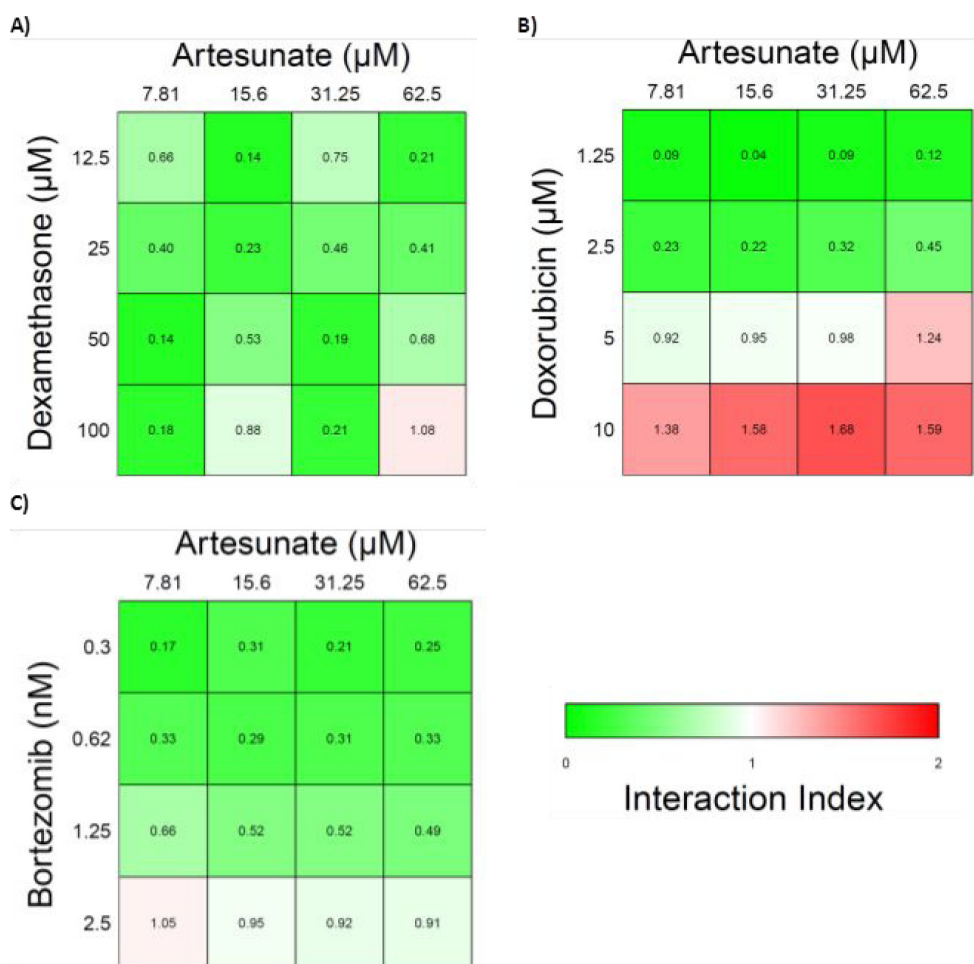 A)
Artesunate (µM)
7.81 15.6 31.25 62.5
Dexamethasone (µM)
12.5 0.66 0.14 0.75 0.21
25 0.40 0.23 0.46 0.41
50 0.14 0.53 0.19 0.68
100 0.18 0.88 0.21 1.08
B)
Artesunate (µM)
7.81 15.6 31.25 62.5
Doxorubicin (µM)
1.25 0.09 0.04 0.09 0.12
2.5 0.23 0.22 0.32 0.45
5 0.92 0.95 0.98 1.24
10 1.38 1.58 1.68 1.59
C)
Artesunate (µM)
7.81 15.6 31.25 62.5
Bortezomib (nM)
0.3 0.17 0.31 0.21 0.25
0.62 0.33 0.29 0.31 0.33
1.25 0.66 0.52 0.52 0.49
2.5 1.05 0.95 0.92 0.91
0 1 2
Interaction Index